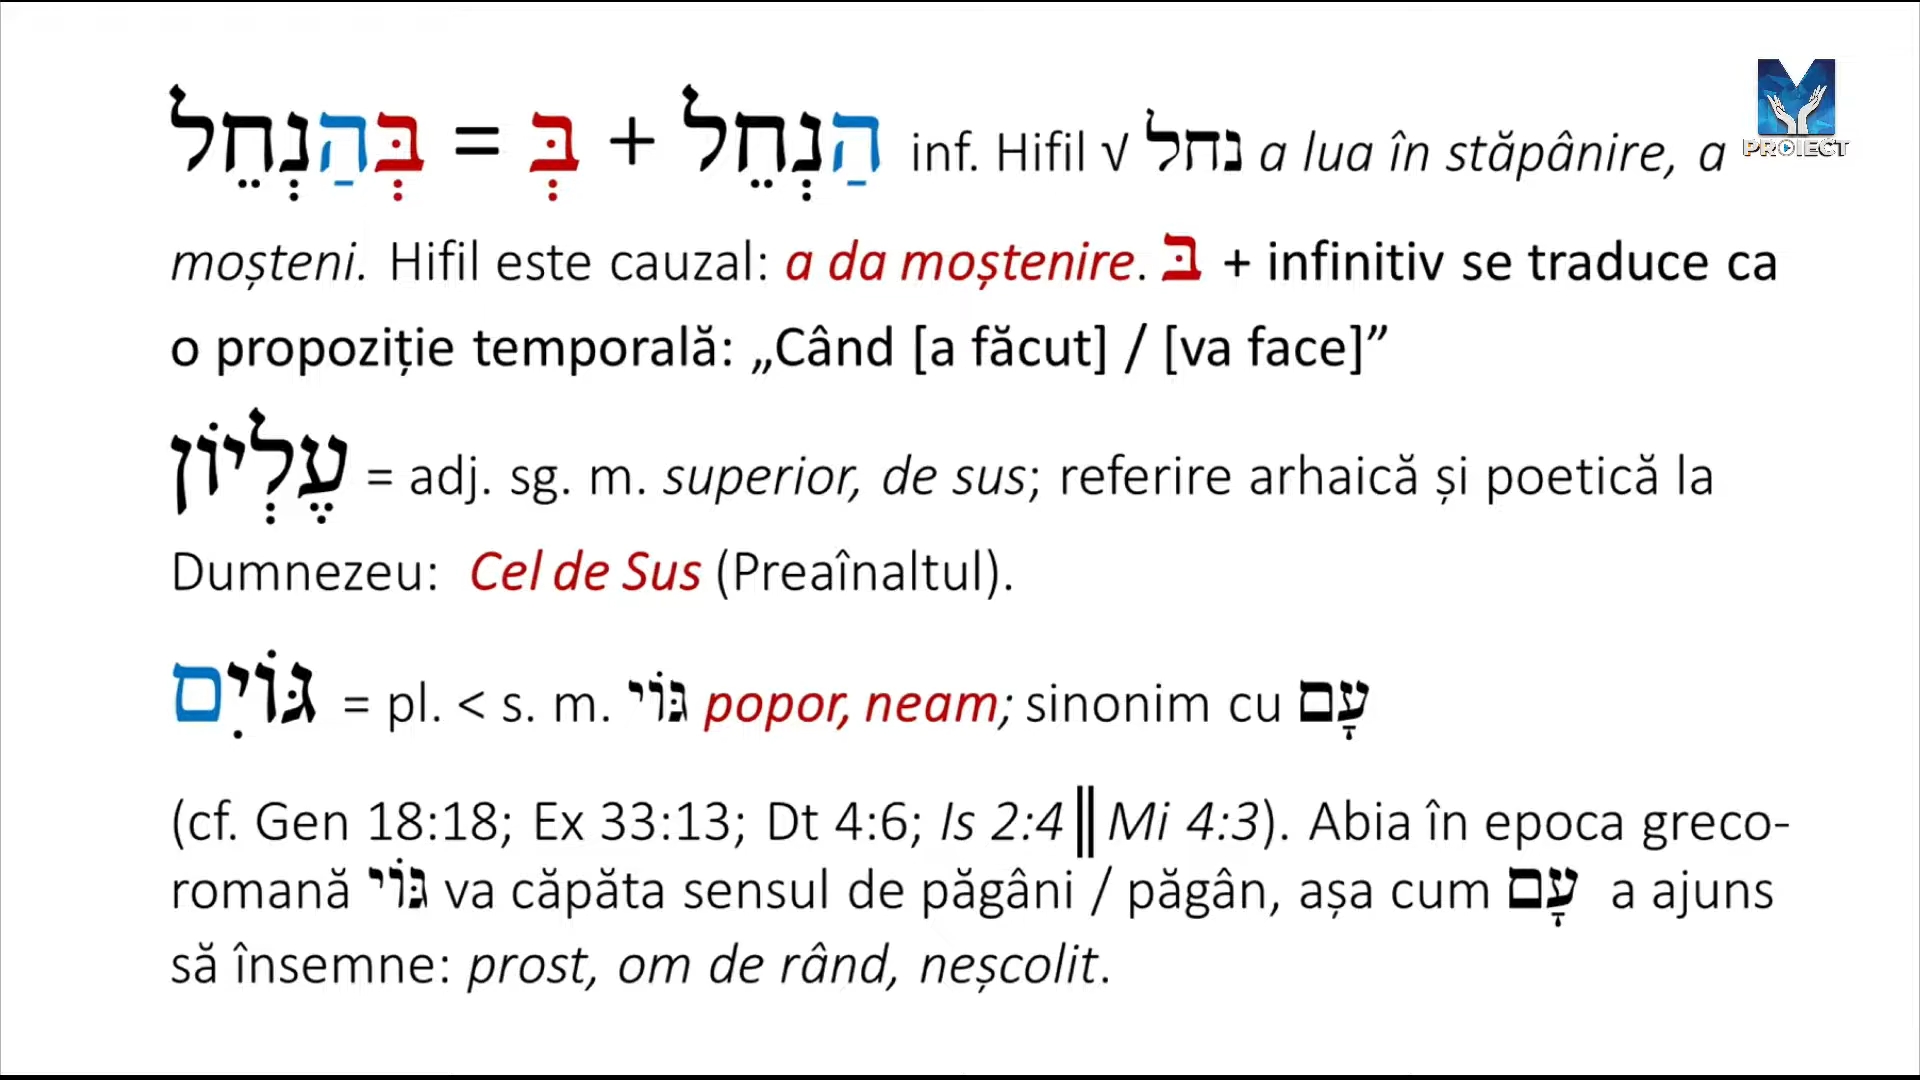 בְּהַנְחֵל = בְּ + הַנְחֵל inf. Hifil √ נחל a lua în stăpânire, a
moșteni. Hifil este cauzal: a da moștenire. בּ + infinitiv se traduce ca
o propoziție temporală: „Când [a făcut] / [va face]”
עֶלְיוֹן = adj. sg. m. superior, de sus; referire arhaică și poetică la
Dumnezeu: Cel de Sus (Preaînaltul).
גּוֹיִם = pl. < s. m. גּוֹי popor, neam; sinonim cu עָם
(cf. Gen 18:18; Ex 33:13; Dt 4:6; Is 2:4║Mi 4:3). Abia în epoca greco-
romană גּוֹי va căpăta sensul de păgâni / păgân, așa cum עָם a ajuns
să însemne: prost, om de rând, neșcolit.
M
PROIECT